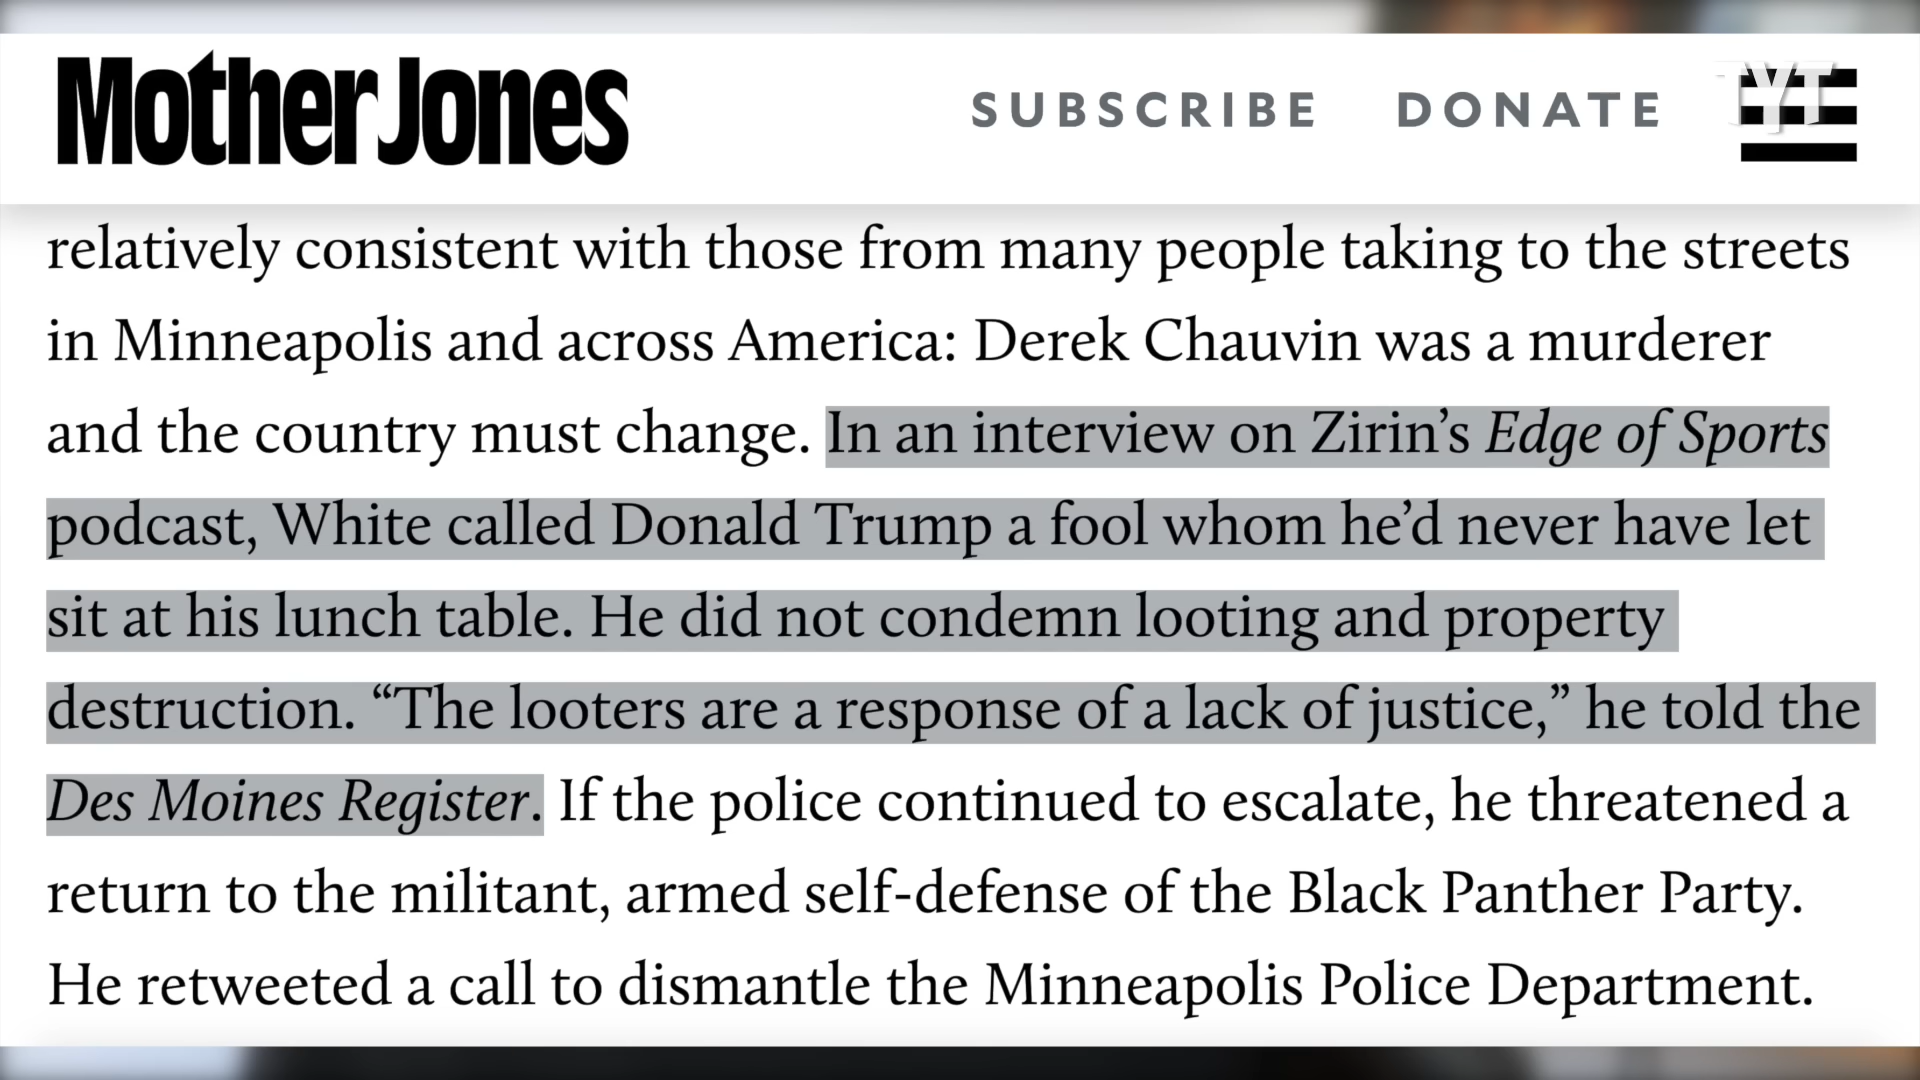 Mother Jones
SUBSCRIBE DONATE
TYT
relatively consistent with those from many people taking to the streets
in Minneapolis and across America: Derek Chauvin was a murderer
and the country must change. In an interview on Zirin’s Edge of Sports
podcast, White called Donald Trump a fool whom he’d never have let
sit at his lunch table. He did not condemn looting and property
destruction. “The looters are a response of a lack of justice,” he told the
Des Moines Register. If the police continued to escalate, he threatened a
return to the militant, armed self-defense of the Black Panther Party.
He retweeted a call to dismantle the Minneapolis Police Department.